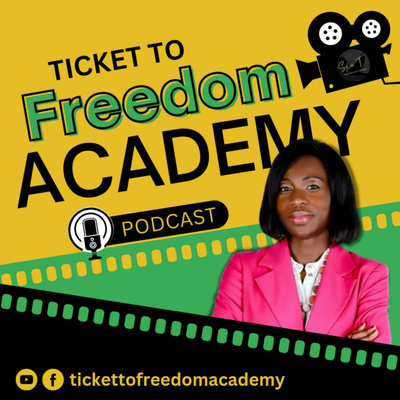 TICKET TO
Freedom
ACADEMY
PODCAST
tickettofreedomacademy